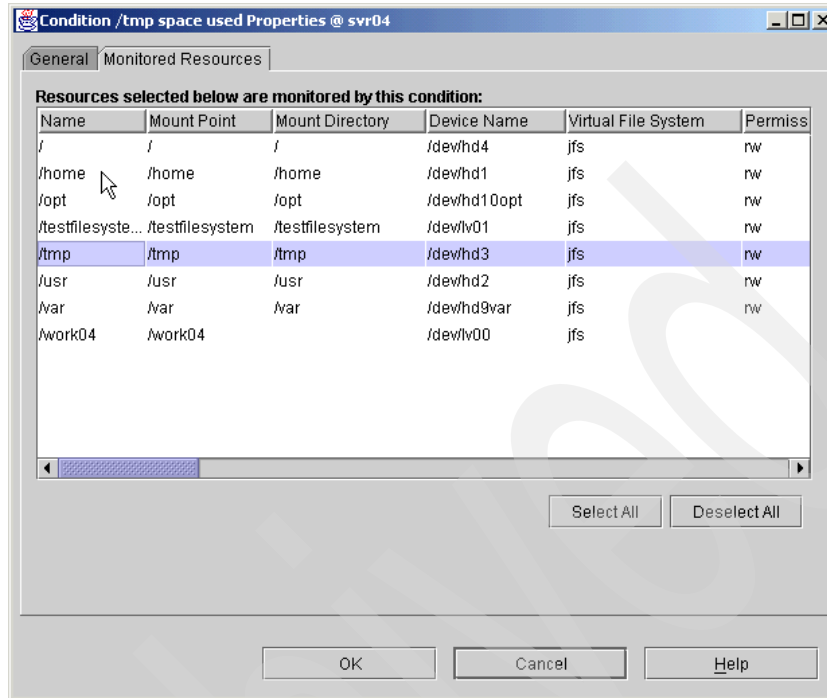 Condition /tmp space used Properties @ svr04
General Monitored Resources
Resources selected below are monitored by this condition:
Name Mount Point Mount Directory Device Name Virtual File System Permiss
/ / / /dev/hd4 jfs rw
/home /home /home /dev/hd1 jfs rw
/opt /opt /opt /dev/hd10opt jfs rw
/testfilesyste... /testfilesystem /testfilesystem /dev/lv01 jfs rw
/tmp /tmp /tmp /dev/hd3 jfs rw
/usr /usr /usr /dev/hd2 jfs rw
/var /var /var /dev/hd9var jfs rw
/work04 /work04 /dev/lv00 jfs
Select All Deselect All
OK Cancel Help